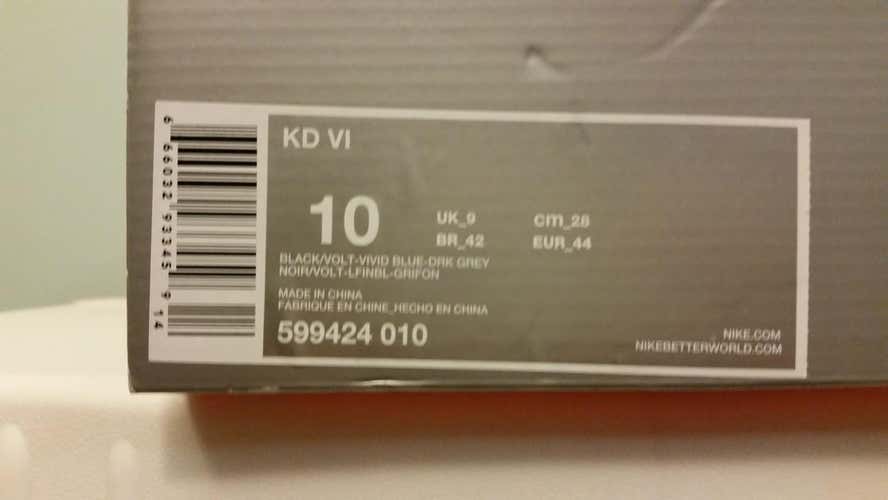 6 66032 93345 9 14
KD VI
10
UK_9 cm_28
BR_42 EUR_44
BLACK/VOLT-VIVID BLUE-DRK GREY
NOIR/VOLT-LFINBL-GRIFON
MADE IN CHINA
FABRIQUE EN CHINE_HECHO EN CHINA
599424 010
NIKE.COM
NIKEBETTERWORLD.COM